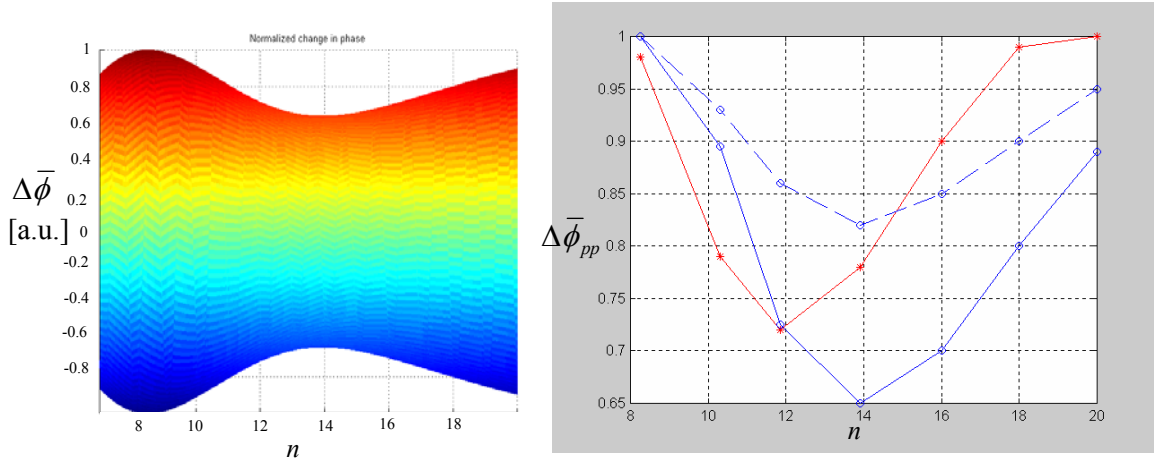 Normalized change in phase
1
0.8
0.6
0.4
0.2
0
-0.2
-0.4
-0.6
-0.8
Δϕ̄
[a.u.]
8 10 12 14 16 18
n
1
0.95
0.9
0.85
0.8
0.75
0.7
0.65
Δϕ̄pp
8 10 12 14 16 18 20
n